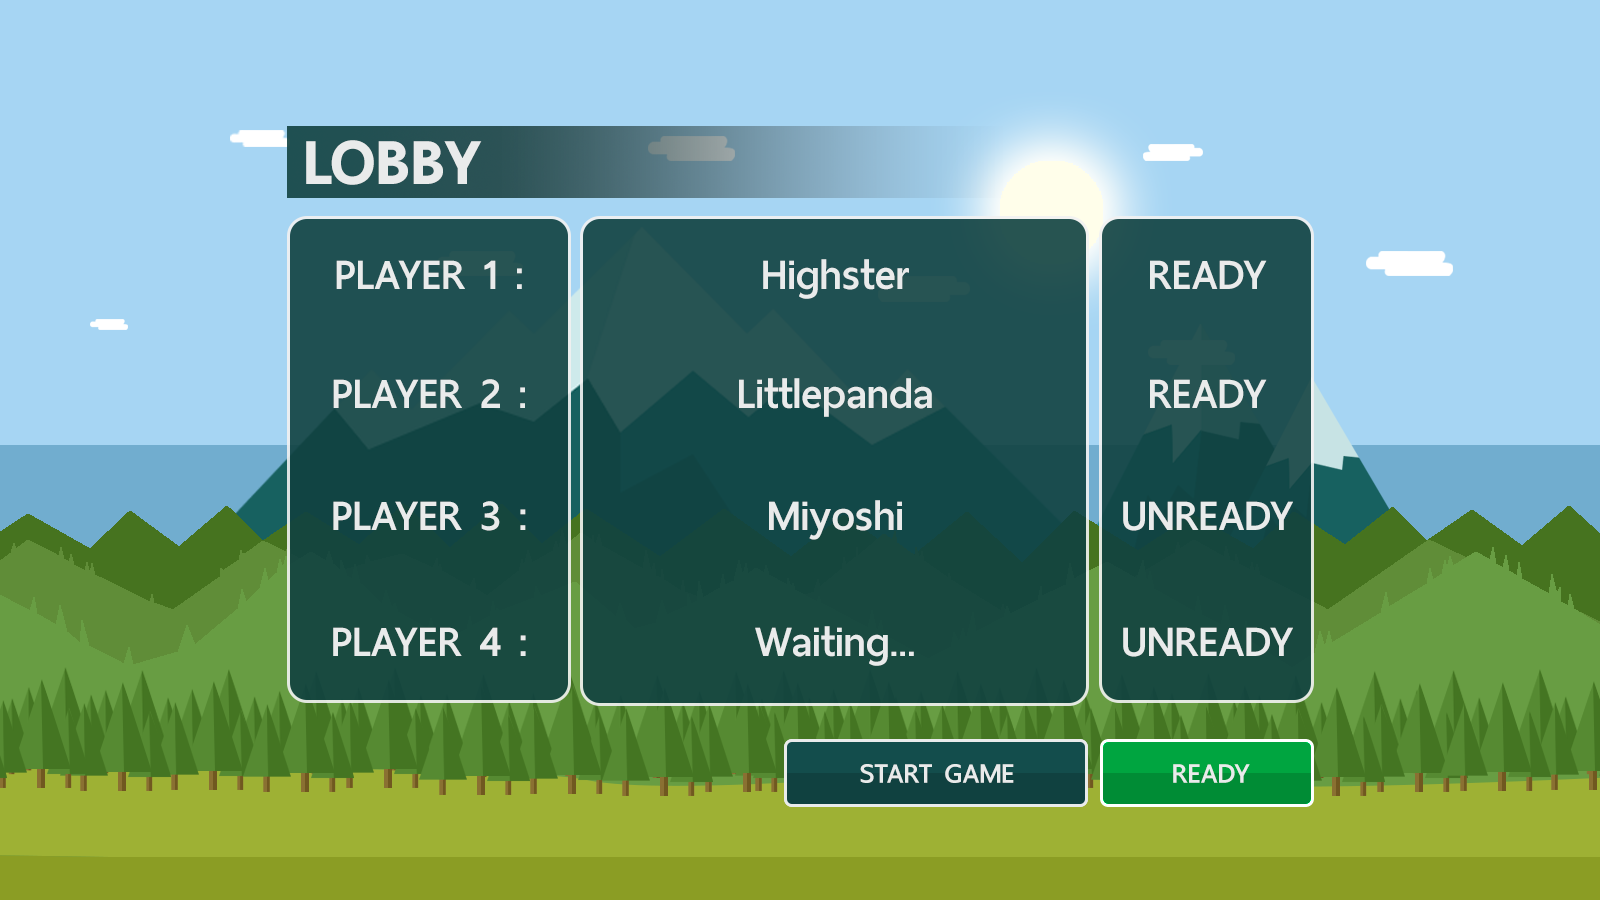 LOBBY
PLAYER 1 : Highster READY
PLAYER 2 : Littlepanda READY
PLAYER 3 : Miyoshi UNREADY
PLAYER 4 : Waiting... UNREADY
START GAME READY